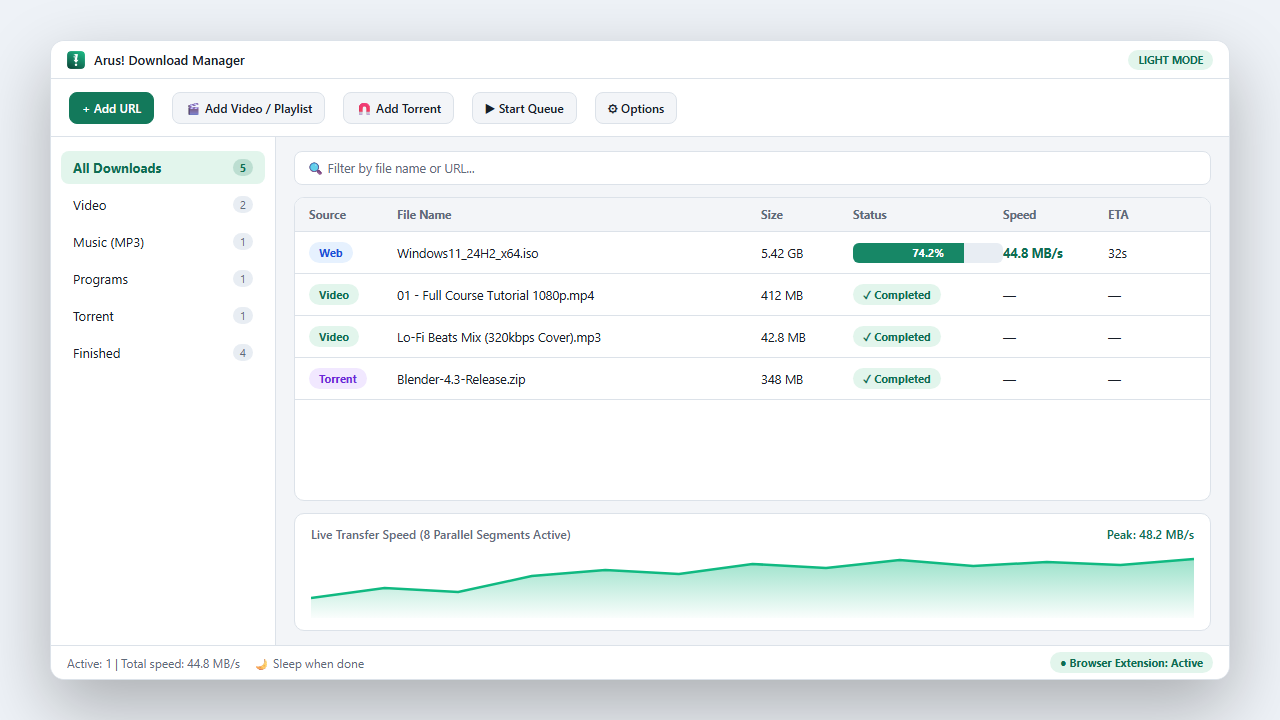 Arus! Download Manager
LIGHT MODE
+ Add URL
Add Video / Playlist
Add Torrent
▶ Start Queue
⚙ Options
All Downloads 5
Video 2
Music (MP3) 1
Programs 1
Torrent 1
Finished 4
🔍 Filter by file name or URL...
Source File Name Size Status Speed ETA
Web Windows11_24H2_x64.iso 5.42 GB 74.2% 44.8 MB/s 32s
Video 01 - Full Course Tutorial 1080p.mp4 412 MB ✓ Completed — —
Video Lo-Fi Beats Mix (320kbps Cover).mp3 42.8 MB ✓ Completed — —
Torrent Blender-4.3-Release.zip 348 MB ✓ Completed — —
Live Transfer Speed (8 Parallel Segments Active)
Peak: 48.2 MB/s
Active: 1 | Total speed: 44.8 MB/s
🌙 Sleep when done
● Browser Extension: Active